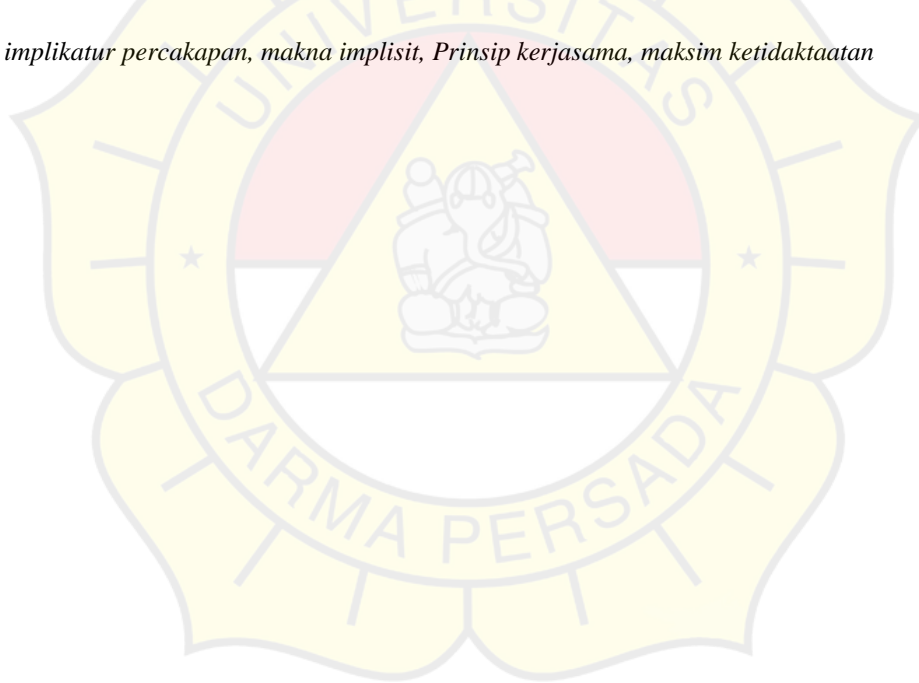 implikatur percakapan, makna implisit, Prinsip kerjasama, maksim ketidaktaatan
UNIVERSITAS
DARMA PERSADA